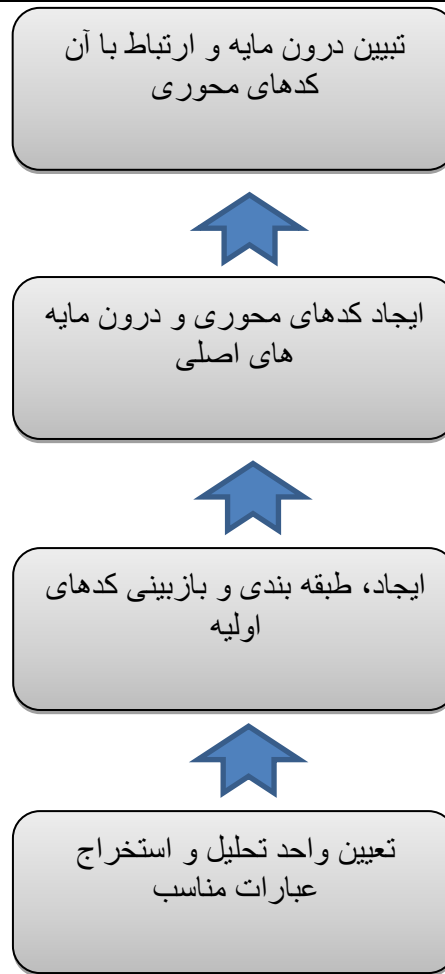 تبیین درون مایه و ارتباط با آن
کدهای محوری
ایجاد کدهای محوری و درون مایه
های اصلی
ایجاد، طبقه بندی و بازبینی کدهای
اولیه
تعیین واحد تحلیل و استخراج
عبارات مناسب